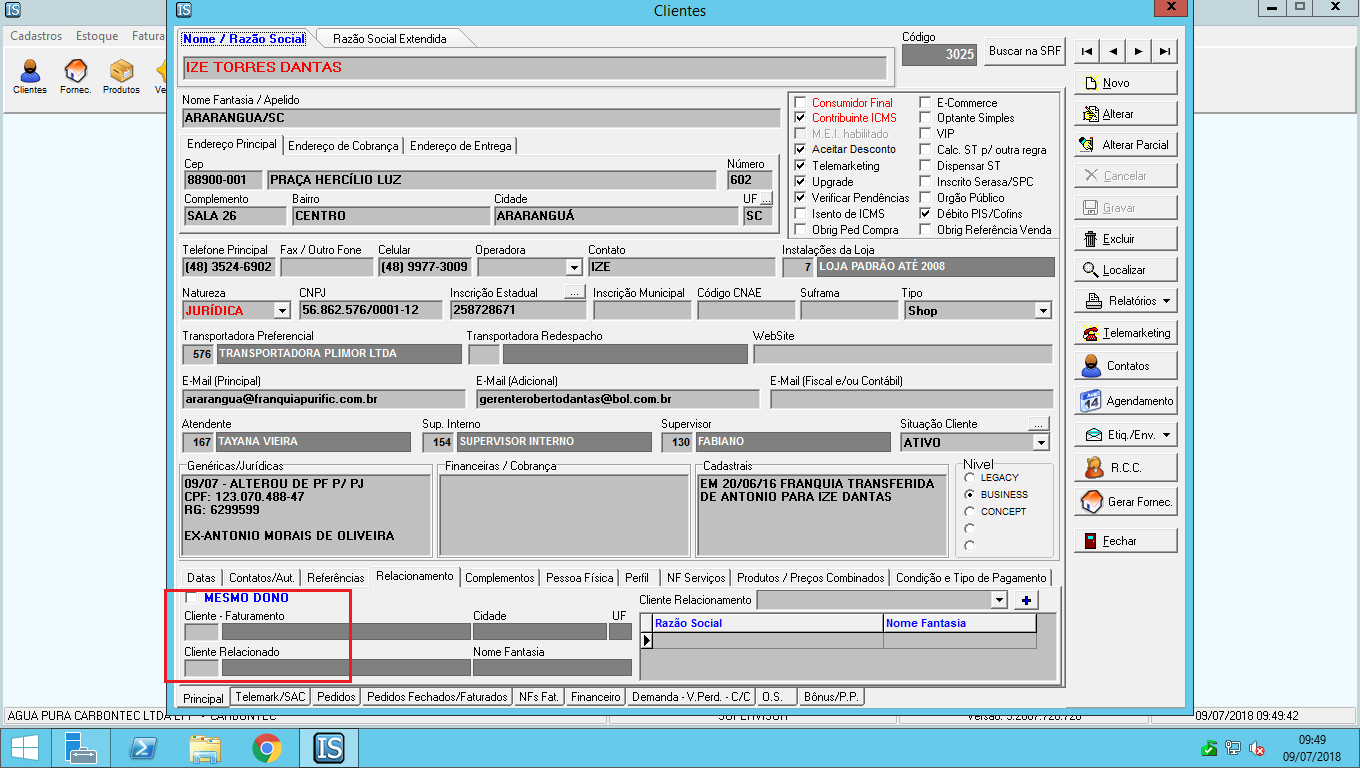 Clientes
Cadastros Estoque Fatura
Clientes Fornec. Produtos
Nome / Razão Social Razão Social Extendida
IZE TORRES DANTAS
Código
3025
Buscar na SRF
Nome Fantasia / Apelido
ARARANGUA/SC
Endereço Principal Endereço de Cobrança Endereço de Entrega
Cep Número
88900-001 PRAÇA HERCÍLIO LUZ 602
Complemento Bairro Cidade UF ...
SALA 26 CENTRO ARARANGUÁ SC
Consumidor Final E-Commerce
Contribuinte ICMS Optante Simples
M.E.I. habilitado VIP
Aceitar Desconto Calc. ST p/ outra regra
Telemarketing Dispensar ST
Upgrade Inscrito Serasa/SPC
Verificar Pendências Orgão Público
Isento de ICMS Débito PIS/Cofins
Obrig Ped Compra Obrig Referência Venda
Telefone Principal Fax / Outro Fone Celular Operadora Contato Instalações da Loja
(48) 3524-6902 (48) 9977-3009 IZE 7 LOJA PADRÃO ATÉ 2008
Natureza CNPJ Inscrição Estadual ... Inscrição Municipal Código CNAE Suframa Tipo
JURÍDICA 56.862.576/0001-12 258728671 Shop
Transportadora Preferencial Transportadora Redespacho WebSite
576 TRANSPORTADORA PLIMOR LTDA
E-Mail (Principal) E-Mail (Adicional) E-Mail (Fiscal e/ou Contábil)
ararangua@franquiapurific.com.br gerenterobertodantas@bol.com.br
Atendente Sup. Interno Supervisor Situação Cliente ...
167 TAYANA VIEIRA 154 SUPERVISOR INTERNO 130 FABIANO ATIVO
Genéricas/Jurídicas Financeiras / Cobrança Cadastrais Nivel
09/07 - ALTEROU DE PF P/ PJ
CPF: 123.070.488-47
RG: 6299599
EX-ANTONIO MORAIS DE OLIVEIRA
EM 20/06/16 FRANQUIA TRANSFERIDA
DE ANTONIO PARA IZE DANTAS
LEGACY
BUSINESS
CONCEPT
Datas Contatos/Aut. Referências Relacionamento Complementos Pessoa Física Perfil NF Serviços Produtos / Preços Combinados Condição e Tipo de Pagamento
MESMO DONO
Cliente - Faturamento Cidade UF
Cliente Relacionado Nome Fantasia
Cliente Relacionamento
Razão Social Nome Fantasia
Principal Telemark/SAC Pedidos Pedidos Fechados/Faturados NFs Fat. Financeiro Demanda - V.Perd. - C/C O.S. Bônus/P.P.
Novo
Alterar
Alterar Parcial
Cancelar
Gravar
Excluir
Localizar
Relatórios
Telemarketing
Contatos
Agendamento
Etiq./Env.
R.C.C.
Gerar Fornec.
Fechar
09/07/2018 09:49:42
IS
09:49
09/07/2018